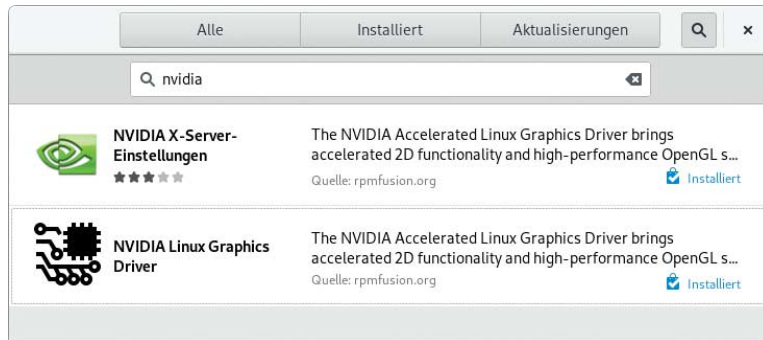 Alle
Installiert
Aktualisierungen
nvidia
NVIDIA X-Server-
Einstellungen
The NVIDIA Accelerated Linux Graphics Driver brings
accelerated 2D functionality and high-performance OpenGL s...
Quelle: rpmfusion.org
Installiert
NVIDIA Linux Graphics
Driver
The NVIDIA Accelerated Linux Graphics Driver brings
accelerated 2D functionality and high-performance OpenGL s...
Quelle: rpmfusion.org
Installiert